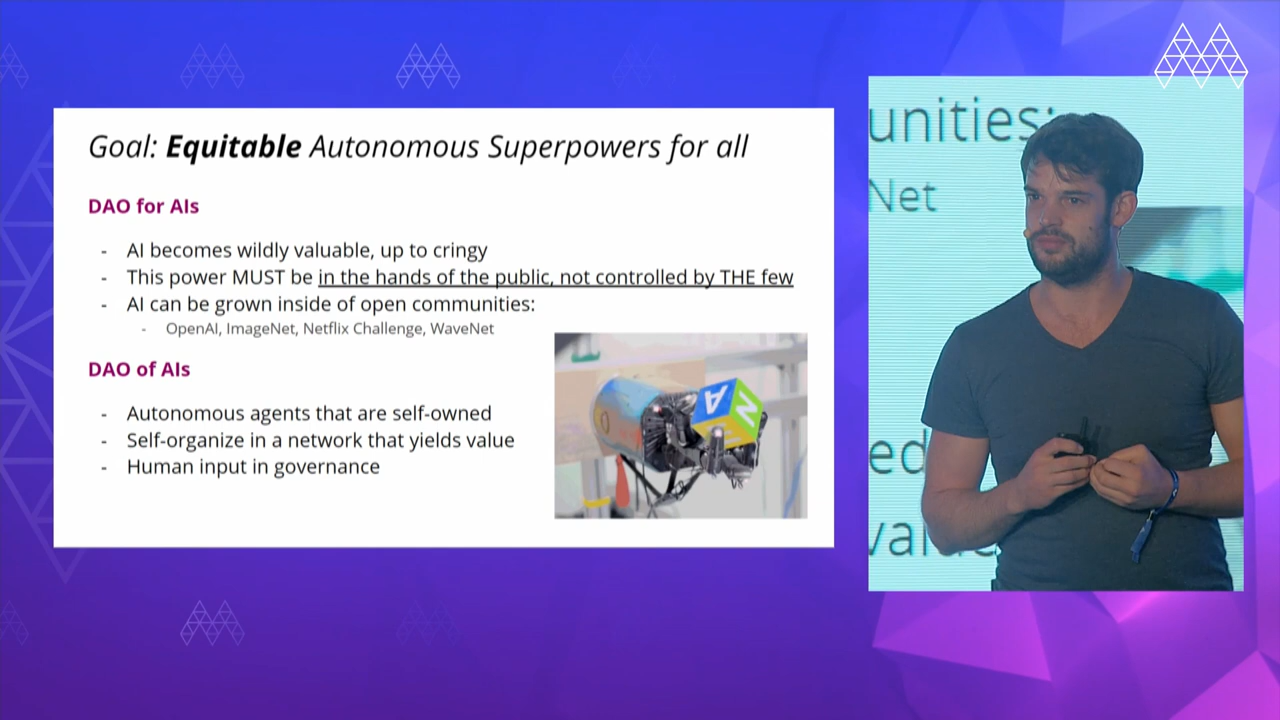 Goal: Equitable Autonomous Superpowers for all
DAO for AIs
- AI becomes wildly valuable, up to cringy
- This power MUST be in the hands of the public, not controlled by THE few
- AI can be grown inside of open communities:
- OpenAI, ImageNet, Netflix Challenge, WaveNet
DAO of AIs
- Autonomous agents that are self-owned
- Self-organize in a network that yields value
- Human input in governance
A N
unities:
Net
ed
value